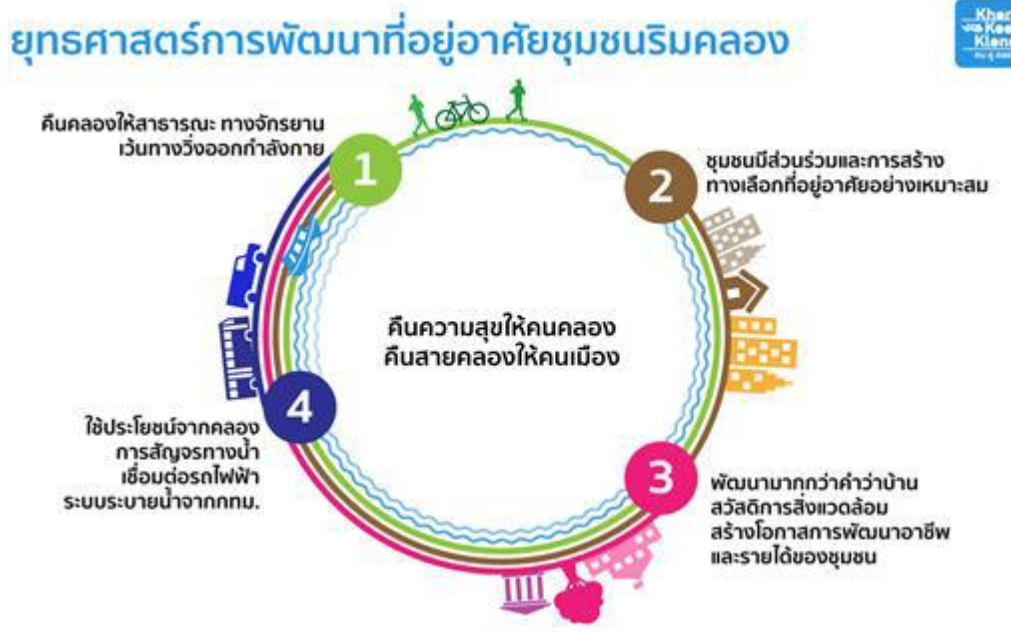 ยุทธศาสตร์การพัฒนาที่อยู่อาศัยชุมชนริมคลอง
คืนคลองให้สาธารณะ ทางจักรยาน
เว้นทางวิ่งออกกำลังกาย
1
2
ชุมชนมีส่วนร่วมและการสร้าง
ทางเลือกที่อยู่อาศัยอย่างเหมาะสม
คืนความสุขให้คนคลอง
คืนสายคลองให้คนเมือง
4
ใช้ประโยชน์จากคลอง
การสัญจรทางน้ำ
เชื่อมต่อรถไฟฟ้า
ระบบระบายน้ำจากกทม.
3
พัฒนามากกว่าคำว่าบ้าน
สวัสดิการสิ่งแวดล้อม
สร้างโอกาสการพัฒนาอาชีพ
และรายได้ของชุมชน